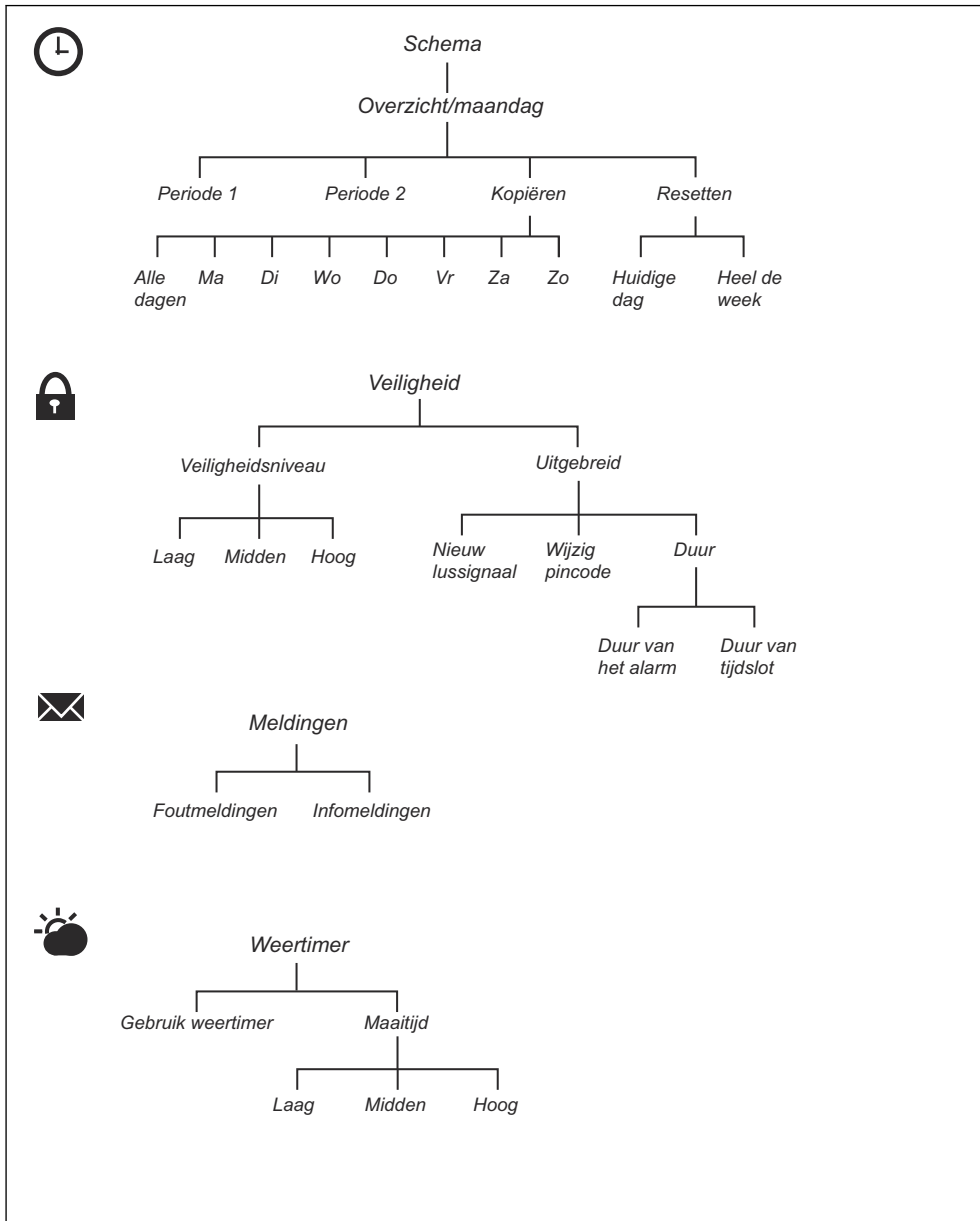 Schema
Overzicht/maandag
Periode 1 Periode 2 Kopiëren Resetten
Alle dagen Ma Di Wo Do Vr Za Zo Huidige dag Heel de week
Veiligheid
Veiligheidsniveau Uitgebreid
Laag Midden Hoog Nieuw lussignaal Wijzig pincode Duur
Duur van het alarm Duur van tijdslot
Meldingen
Foutmeldingen Infomeldingen
Weertimer
Gebruik weertimer Maaitijd
Laag Midden Hoog